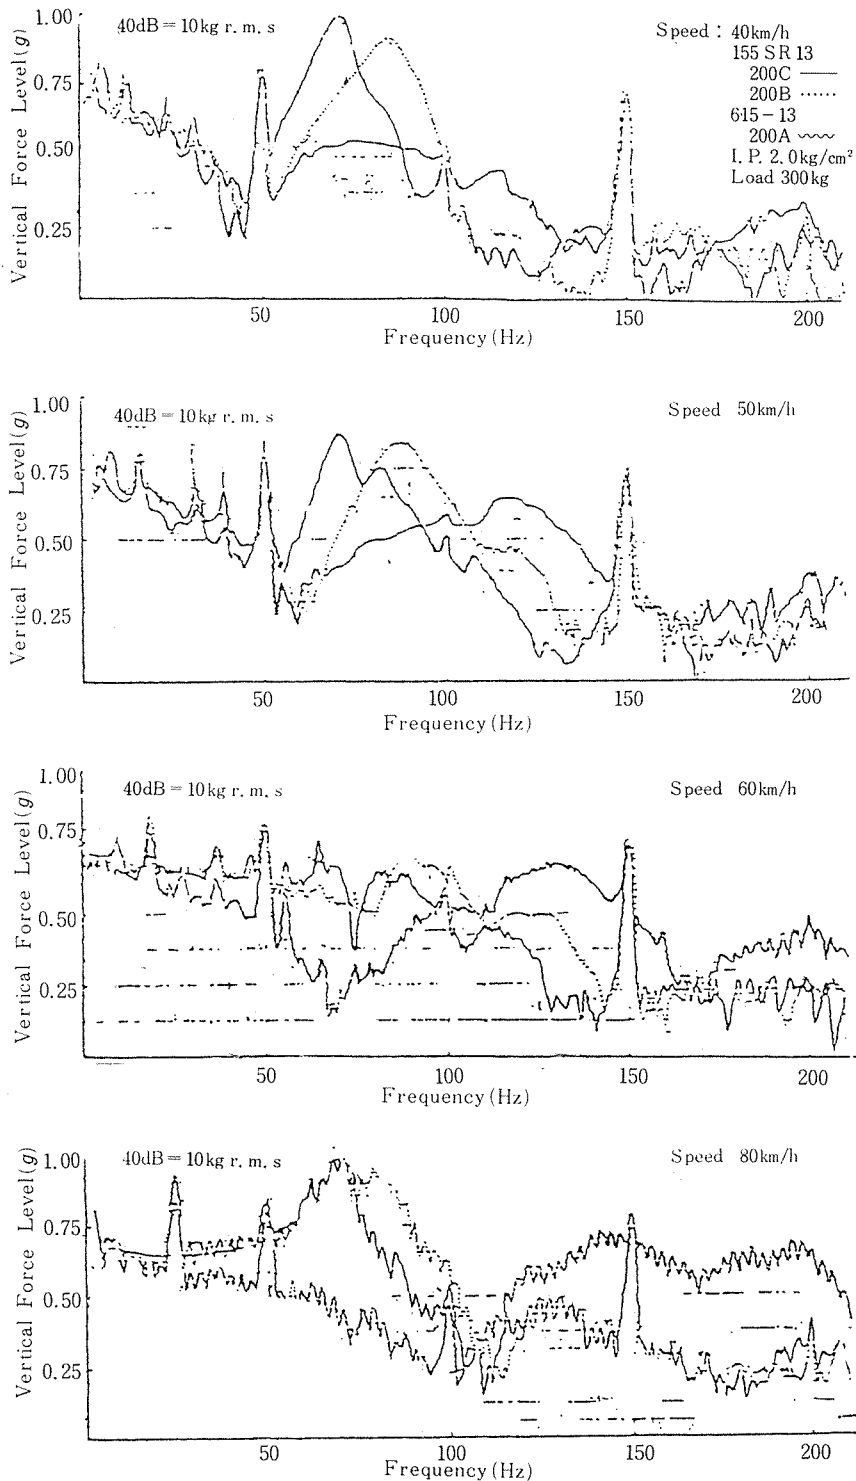 1.00
40dB = 10kg r. m. s
Speed : 40km/h
155 SR 13
200C
200B
615-13
200A
I. P. 2.0kg/cm²
Load 300kg
Vertical Force Level(g)
0.75
0.50
0.25
50 100 150 200
Frequency(Hz)
1.00
40dB = 10kg r. m. s
Speed 50km/h
Vertical Force Level(g)
0.75
0.50
0.25
50 100 150 200
Frequency(Hz)
1.00
40dB = 10kg r. m. s
Speed 60km/h
Vertical Force Level(g)
0.75
0.50
0.25
50 100 150 200
Frequency(Hz)
1.00
40dB = 10kg r. m. s
Speed 80km/h
Vertical Force Level(g)
0.75
0.50
0.25
50 100 150 200
Frequency(Hz)